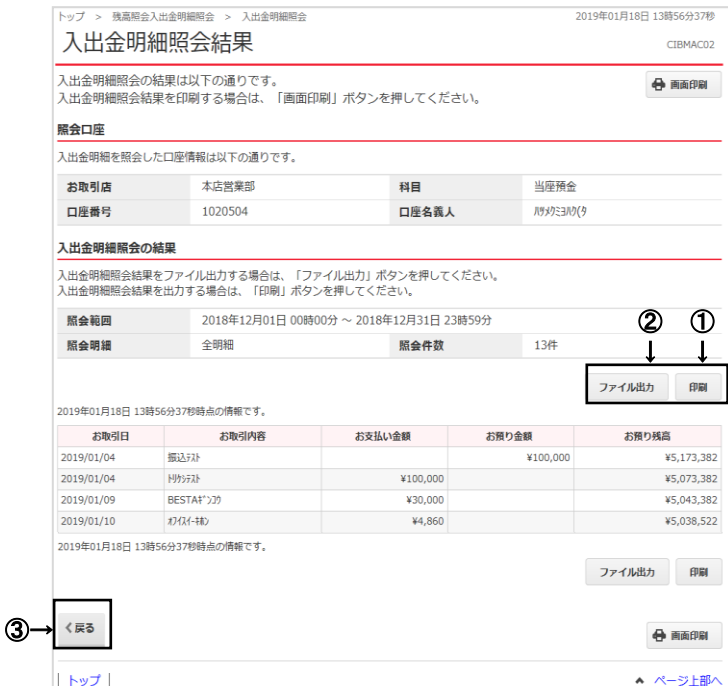 トップ > 残高照会入出金明細照会 > 入出金明細照会 2019年01月18日 13時56分37秒
入出金明細照会結果 CIBMAC02
入出金明細照会の結果は以下の通りです。
入出金明細照会結果を印刷する場合は、「画面印刷」ボタンを押してください。
画面印刷
照会口座
入出金明細を照会した口座情報は以下の通りです。
お取引店 本店営業部 科目 当座預金
口座番号 1020504 口座名義人
入出金明細照会の結果
入出金明細照会結果をファイル出力する場合は、「ファイル出力」ボタンを押してください。
入出金明細照会結果を出力する場合は、「印刷」ボタンを押してください。
照会範囲 2018年12月01日 00時00分 ~ 2018年12月31日 23時59分
照会明細 全明細 照会件数 13件
② ①
ファイル出力 印刷
2019年01月18日 13時56分37秒時点の情報です。
お取引日 お取引内容 お支払い金額 お預り金額 お預り残高
2019/01/04 振込ﾃｽﾄ ¥100,000 ¥5,173,382
2019/01/04 ﾄﾘｹｼﾃｽﾄ ¥100,000 ¥5,073,382
2019/01/09 BESTAｷﾞﾝｺｳ ¥30,000 ¥5,043,382
2019/01/10 ｵﾌｲｽｲｰｷﾎﾝ ¥4,860 ¥5,038,522
2019年01月18日 13時56分37秒時点の情報です。
ファイル出力 印刷
③ 戻る
画面印刷
トップ ページ上部へ